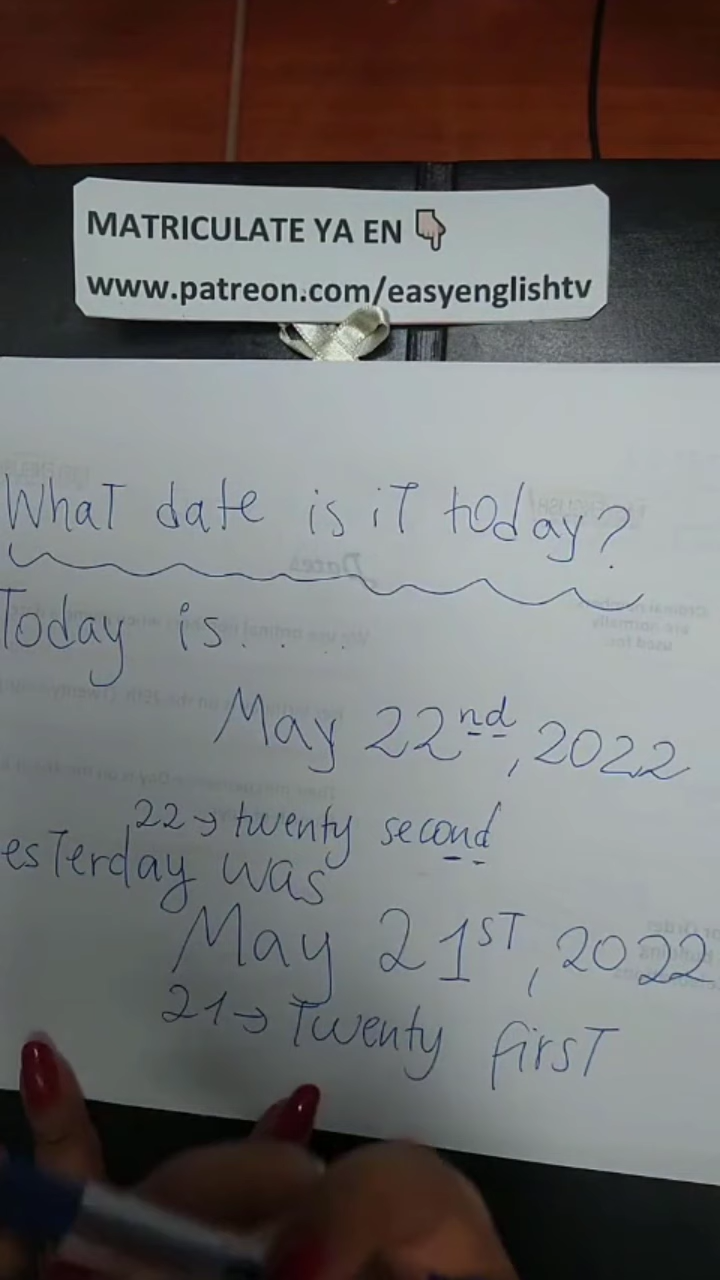 MATRICULATE YA EN 👇
www.patreon.com/easyenglishtv
What date is it today?
Today is.....
May 22nd, 2022
22→ twenty second
esterday was
May 21st, 2022
21→ Twenty first